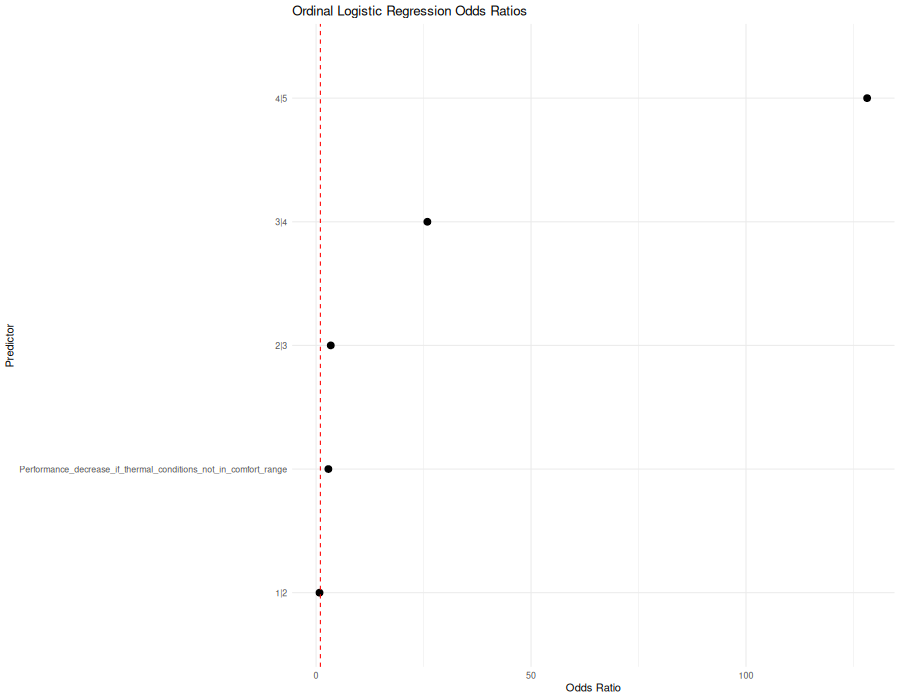 Ordinal Logistic Regression Odds Ratios
4|5
3|4
2|3
Performance_decrease_if_thermal_conditions_not_in_comfort_range
1|2
Predictor
0 50 100
Odds Ratio